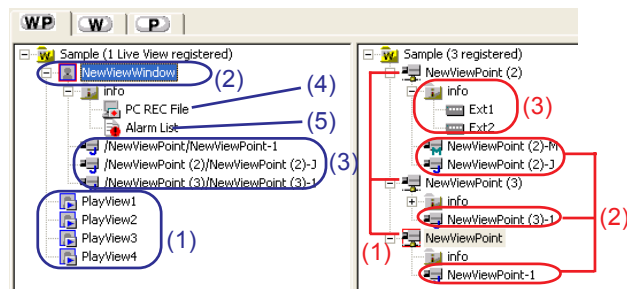 WP W P
Sample (1 Live View registered)
NewViewWindow
(2)
info
(4)
PC REC File
(5)
Alarm List
/NewViewPoint/NewViewPoint-1
/NewViewPoint (2)/NewViewPoint (2)-J
(3)
/NewViewPoint (3)/NewViewPoint (3)-1
PlayView1
PlayView2
PlayView3
PlayView4
(1)
Sample (3 registered)
NewViewPoint (2)
info
Ext1
Ext2
(3)
NewViewPoint (2)-M
NewViewPoint (2)-J
NewViewPoint (3)
info
NewViewPoint (3)-1
(2)
(1)
NewViewPoint
info
NewViewPoint-1